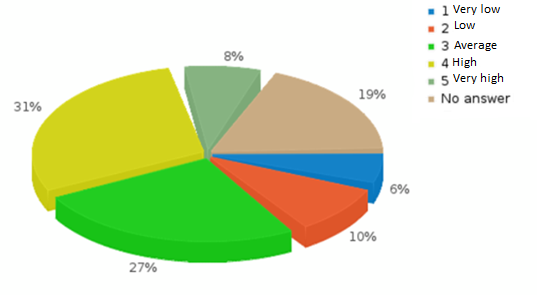 1 Very low
2 Low
3 Average
4 High
5 Very high
No answer
8%
19%
31%
6%
10%
27%